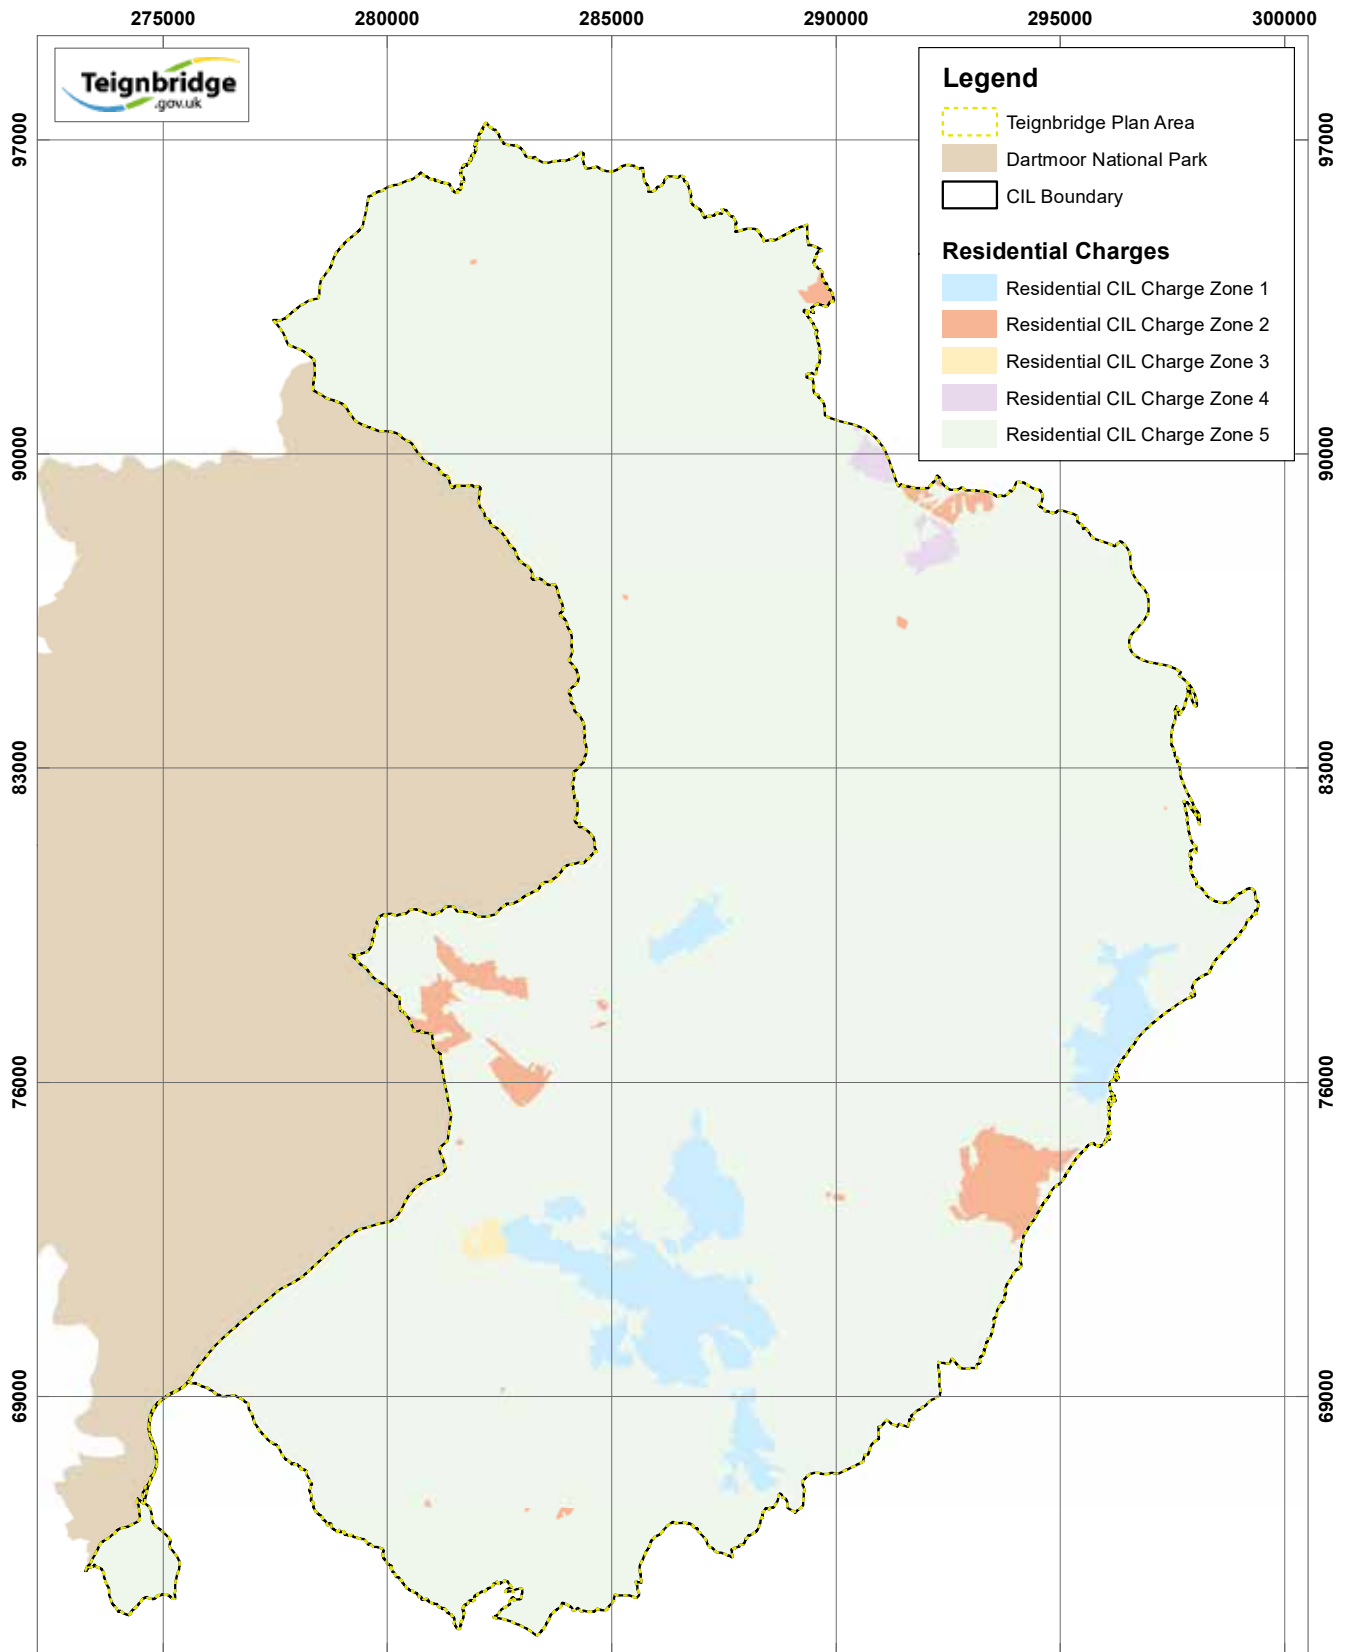 275000 280000 285000 290000 295000 300000
Teignbridge
.gov.uk
Legend
Teignbridge Plan Area
Dartmoor National Park
CIL Boundary
Residential Charges
Residential CIL Charge Zone 1
Residential CIL Charge Zone 2
Residential CIL Charge Zone 3
Residential CIL Charge Zone 4
Residential CIL Charge Zone 5
97000 97000
90000 90000
83000 83000
76000 76000
69000 69000